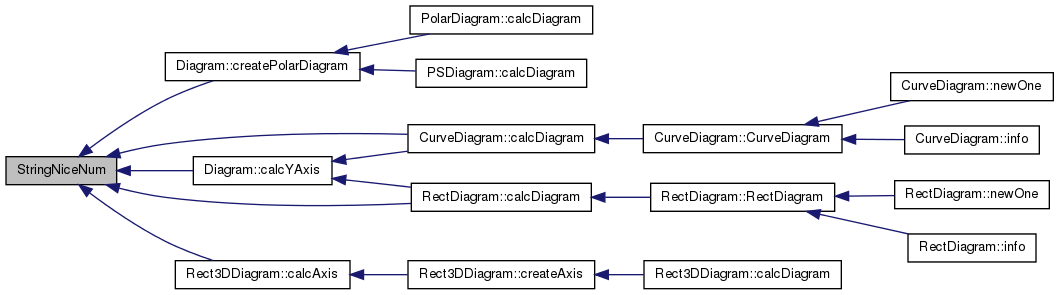 PolarDiagram::calcDiagram
Diagram::createPolarDiagram
PSDiagram::calcDiagram
CurveDiagram::newOne
CurveDiagram::calcDiagram
CurveDiagram::CurveDiagram
CurveDiagram::info
StringNiceNum
Diagram::calcYAxis
RectDiagram::calcDiagram
RectDiagram::RectDiagram
RectDiagram::newOne
RectDiagram::info
Rect3DDiagram::calcAxis
Rect3DDiagram::createAxis
Rect3DDiagram::calcDiagram